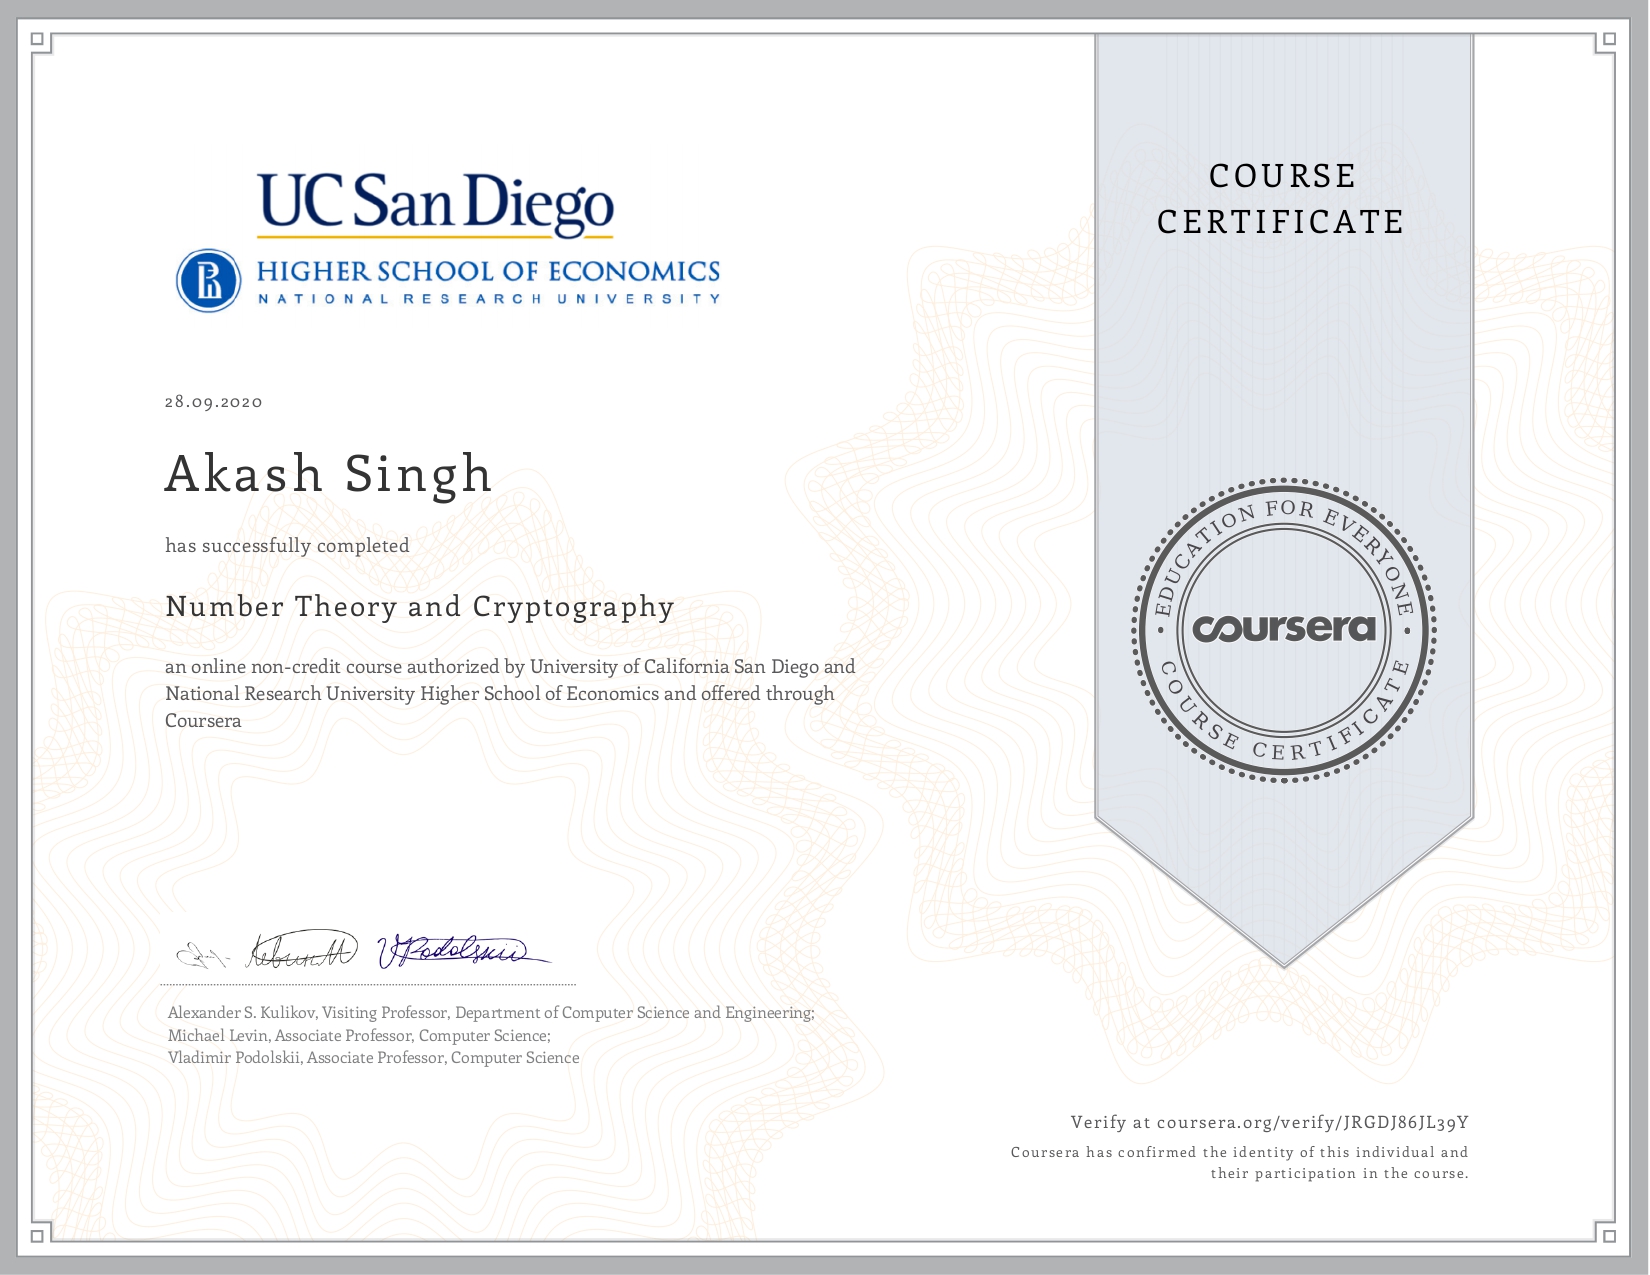 UC San Diego
HIGHER SCHOOL OF ECONOMICS
NATIONAL RESEARCH UNIVERSITY
COURSE
CERTIFICATE
28.09.2020
Akash Singh
has successfully completed
Number Theory and Cryptography
an online non-credit course authorized by University of California San Diego and
National Research University Higher School of Economics and offered through
Coursera
EDUCATION FOR EVERYONE
coursera
COURSE CERTIFICATE
VPodolskii
Alexander S. Kulikov, Visiting Professor, Department of Computer Science and Engineering;
Michael Levin, Associate Professor, Computer Science;
Vladimir Podolskii, Associate Professor, Computer Science
Verify at coursera.org/verify/JRGDJ86JL39Y
Coursera has confirmed the identity of this individual and
their participation in the course.